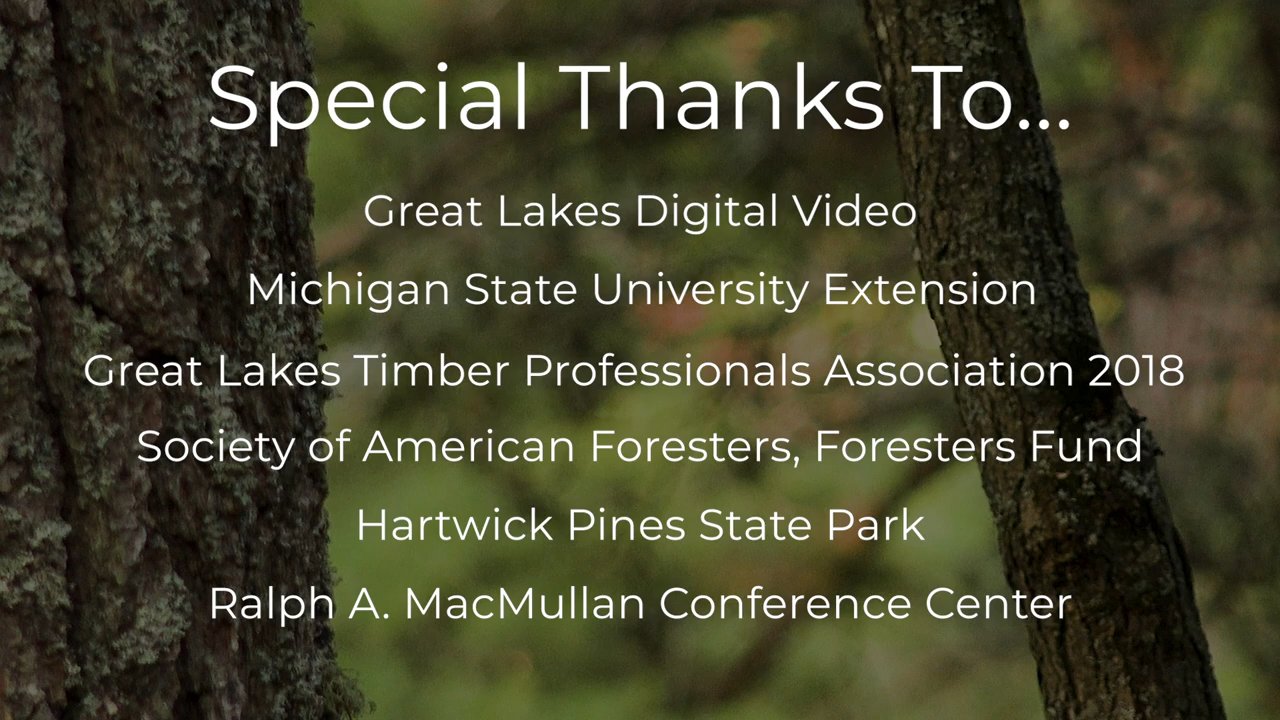 Special Thanks To...
Great Lakes Digital Video
Michigan State University Extension
Great Lakes Timber Professionals Association 2018
Society of American Foresters, Foresters Fund
Hartwick Pines State Park
Ralph A. MacMullan Conference Center